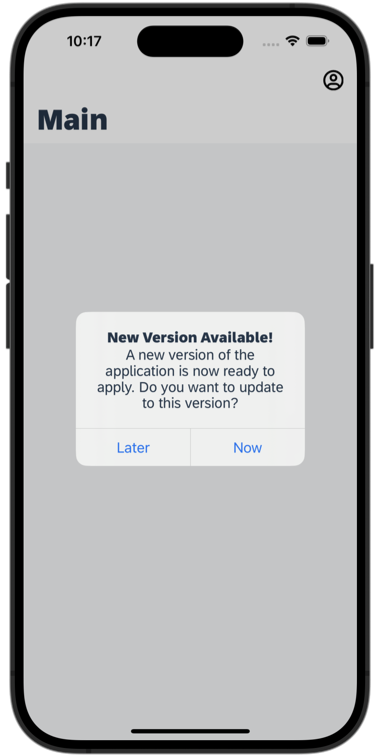 10:17
Main
New Version Available!
A new version of the
application is now ready to
apply. Do you want to update
to this version?
Later
Now